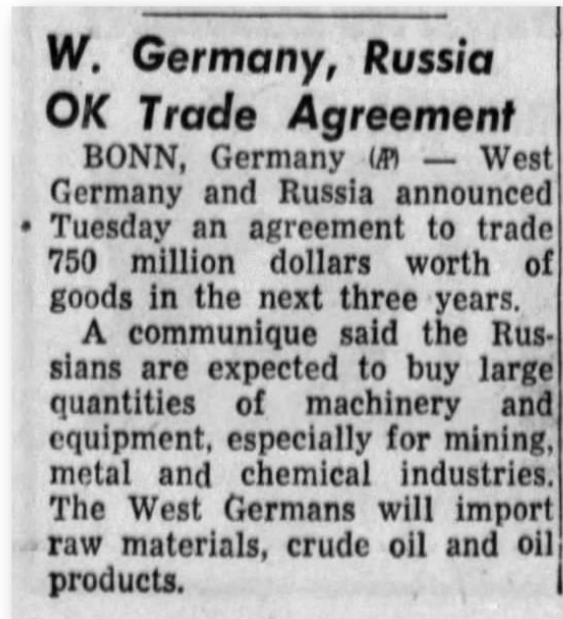 W. Germany, Russia
OK Trade Agreement
BONN, Germany (AP) — West
Germany and Russia announced
Tuesday an agreement to trade
750 million dollars worth of
goods in the next three years.
A communique said the Rus-
sians are expected to buy large
quantities of machinery and
equipment, especially for mining,
metal and chemical industries.
The West Germans will import
raw materials, crude oil and oil
products.